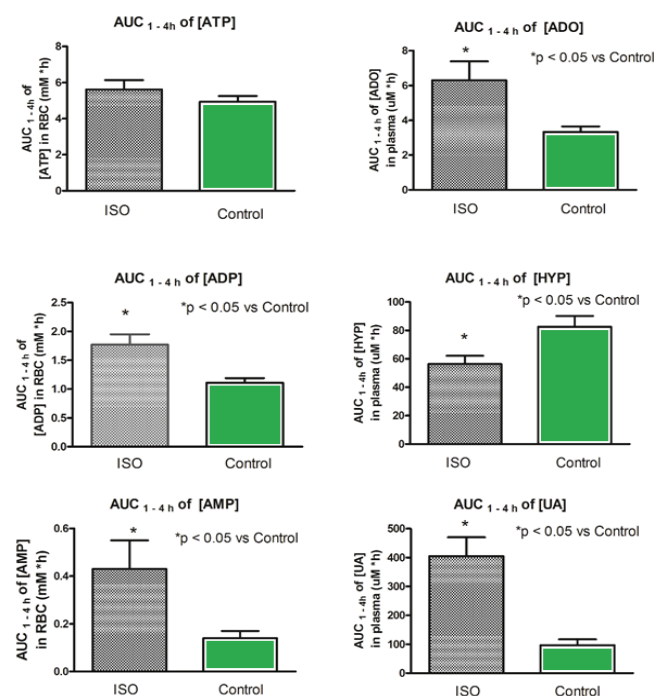 AUC 1 - 4h of [ATP]
AUC 1 - 4h of
[ATP] in RBC (mM *h)
8
6
4
2
0
ISO
Control
AUC 1 - 4h of [ADO]
*p < 0.05 vs Control
*
AUC 1 - 4h of [ADO]
in plasma (uM *h)
8
6
4
2
0
ISO
Control
AUC 1 - 4 h of [ADP]
*p < 0.05 vs Control
*
AUC 1 - 4h of
[ADP] in RBC (mM *h)
2.5
2.0
1.5
1.0
0.5
0.0
ISO
Control
AUC 1 - 4 h of [HYP]
*p < 0.05 vs Control
*
AUC 1 - 4h of [HYP]
in plasma (uM *h)
100
80
60
40
20
0
ISO
Control
AUC 1 - 4h of [AMP]
*p < 0.05 vs Control
*
AUC 1 - 4h of [AMP]
in RBC (mM *h)
0.6
0.4
0.2
0.0
ISO
Control
AUC 1 - 4h of [UA]
*p < 0.05 vs Control
*
AUC 1 - 4h of [UA]
in plasma (uM *h)
500
400
300
200
100
0
ISO
Control